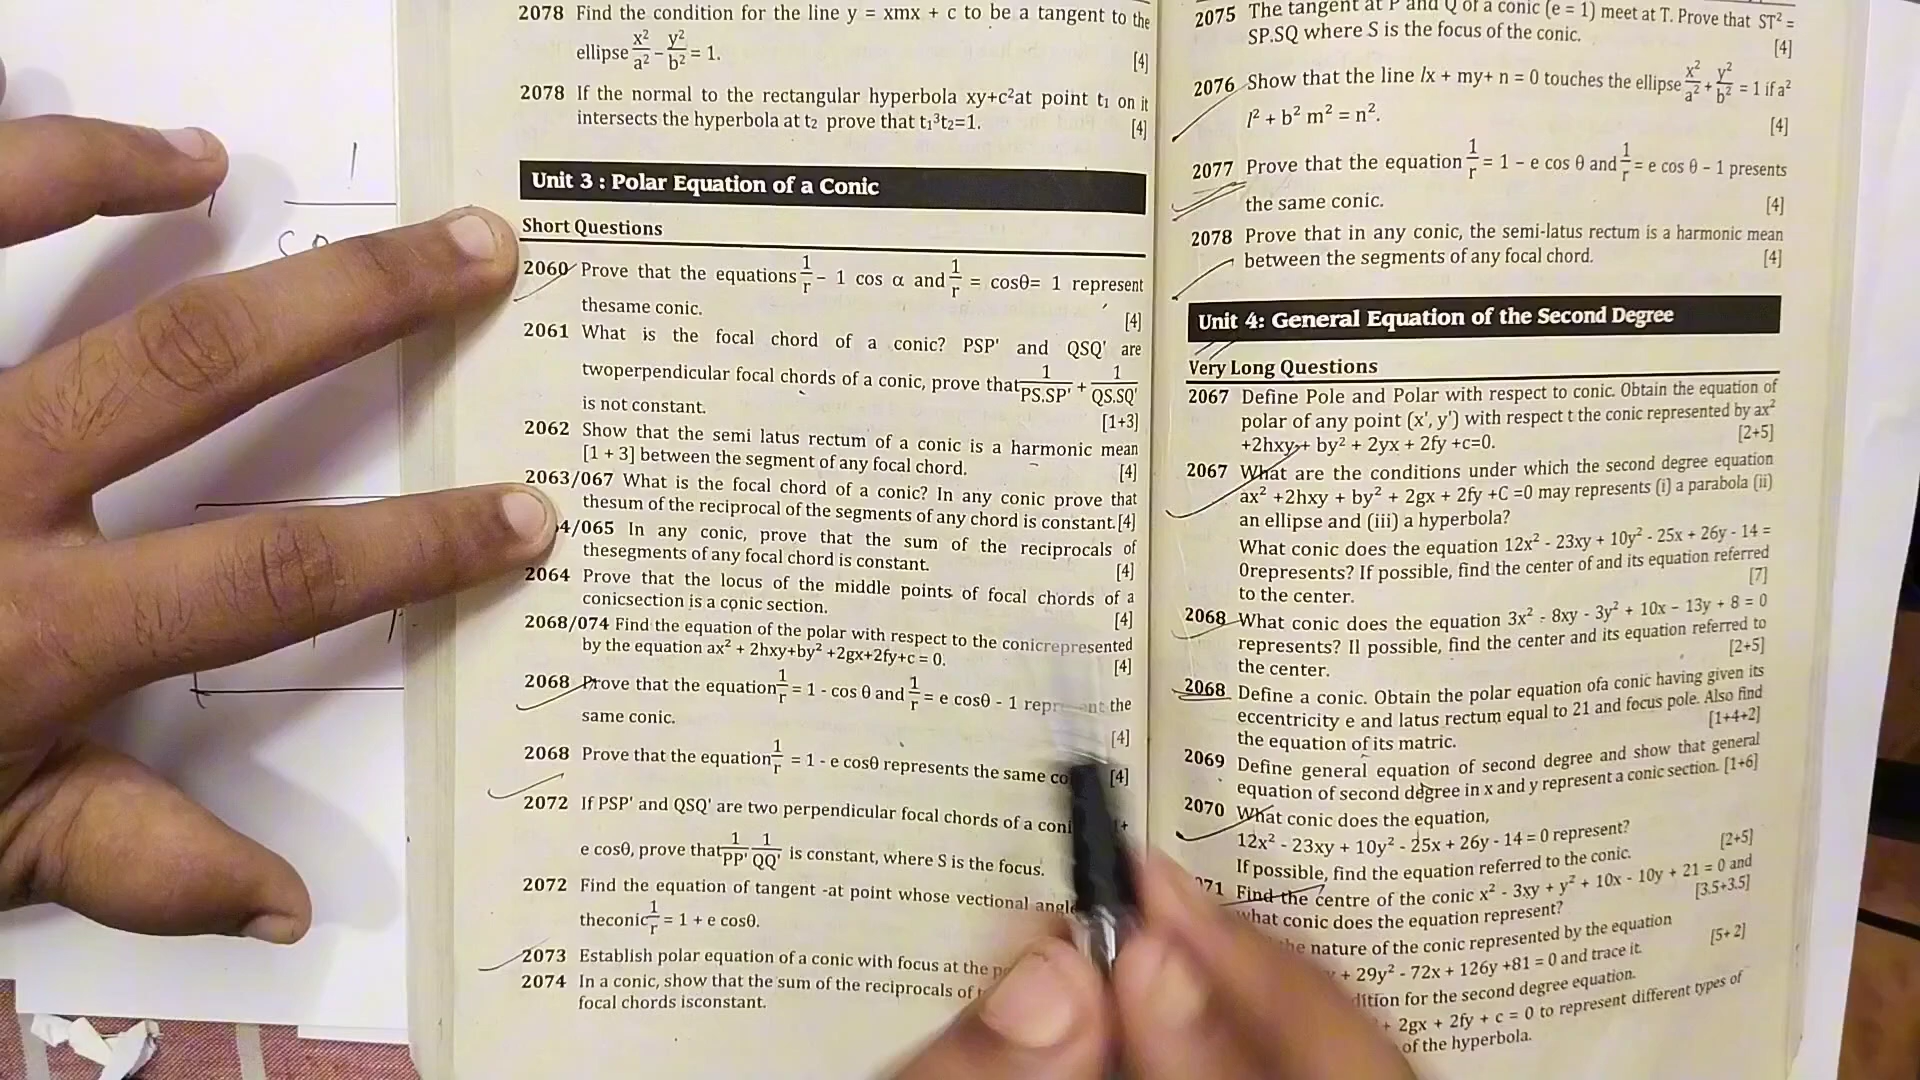 2078 Find the condition for the line y = xmx + c to be a tangent to the
ellipse x²/a² - y²/b² = 1. [4]
2078 If the normal to the rectangular hyperbola xy+c²at point t₁ on it
intersects the hyperbola at t₂ prove that t₁³t₂=1. [4]
Unit 3 : Polar Equation of a Conic
Short Questions
2060 Prove that the equations 1/r - 1 cos α and 1/r = cosθ= 1 represent
thesame conic. [4]
2061 What is the focal chord of a conic? PSP' and QSQ' are
twoperpendicular focal chords of a conic, prove that 1/PS.SP' + 1/QS.SQ'
is not constant. [1+3]
2062 Show that the semi latus rectum of a conic is a harmonic mean
[1 + 3] between the segment of any focal chord. [4]
2063/067 What is the focal chord of a conic? In any conic prove that
thesum of the reciprocal of the segments of any chord is constant.[4]
4/065 In any conic, prove that the sum of the reciprocals of
thesegments of any focal chord is constant. [4]
2064 Prove that the locus of the middle points of focal chords of a
conicsection is a conic section. [4]
2068/074 Find the equation of the polar with respect to the conicrepresented
by the equation ax² + 2hxy+by² +2gx+2fy+c = 0. [4]
2068 Prove that the equation 1/r = 1 - cos θ and 1/r = e cosθ - 1 represent the
same conic. [4]
2068 Prove that the equation 1/r = 1 - e cosθ represents the same co [4]
2072 If PSP' and QSQ' are two perpendicular focal chords of a coni +
e cosθ, prove that 1/PP' 1/QQ' is constant, where S is the focus.
2072 Find the equation of tangent -at point whose vectional angle
theconic 1/r = 1 + e cosθ.
2073 Establish polar equation of a conic with focus at the
2074 In a conic, show that the sum of the reciprocals of
focal chords isconstant.
2075 The tangent at P and Q of a conic (e = 1) meet at T. Prove that ST² =
SP.SQ where S is the focus of the conic. [4]
2076 Show that the line lx + my+ n = 0 touches the ellipse x²/a² + y²/b² = 1 if a²
l² + b² m² = n². [4]
2077 Prove that the equation 1/r = 1 - e cos θ and 1/r = e cos θ - 1 presents
the same conic. [4]
2078 Prove that in any conic, the semi-latus rectum is a harmonic mean
between the segments of any focal chord. [4]
Unit 4: General Equation of the Second Degree
Very Long Questions
2067 Define Pole and Polar with respect to conic. Obtain the equation of
polar of any point (x', y') with respect t the conic represented by ax²
+2hxy+ by² + 2yx + 2fy +c=0. [2+5]
2067 What are the conditions under which the second degree equation
ax² +2hxy + by² + 2gx + 2fy +C =0 may represents (i) a parabola (ii)
an ellipse and (iii) a hyperbola?
What conic does the equation 12x² - 23xy + 10y² - 25x + 26y - 14 =
0represents? If possible, find the center of and its equation referred
to the center. [7]
2068 What conic does the equation 3x² - 8xy - 3y² + 10x - 13y + 8 = 0
represents? Il possible, find the center and its equation referred to
the center. [2+5]
2068 Define a conic. Obtain the polar equation ofa conic having given its
eccentricity e and latus rectum equal to 21 and focus pole. Also find
the equation of its matric. [1+4+2]
2069 Define general equation of second degree and show that general
equation of second degree in x and y represent a conic section. [1+6]
2070 What conic does the equation,
12x² - 23xy + 10y² - 25x + 26y - 14 = 0 represent? [2+5]
If possible, find the equation referred to the conic.
071 Find the centre of the conic x² - 3xy + y² + 10x - 10y + 21 = 0 and
what conic does the equation represent? [3.5+3.5]
the nature of the conic represented by the equation
+ 29y² - 72x + 126y +81 = 0 and trace it. [5+ 2]
dition for the second degree equation.
+ 2gx + 2fy + c = 0 to represent different types of
of the hyperbola.